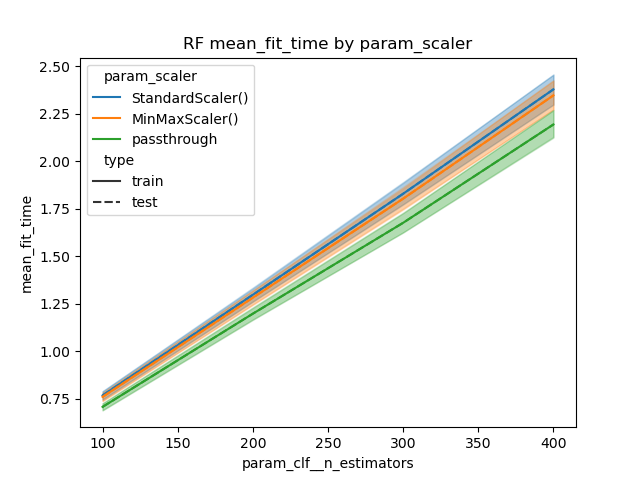 RF mean_fit_time by param_scaler
2.50
2.25
2.00
1.75
1.50
1.25
1.00
0.75
mean_fit_time
param_scaler
StandardScaler()
MinMaxScaler()
passthrough
type
train
test
100 150 200 250 300 350 400
param_clf__n_estimators